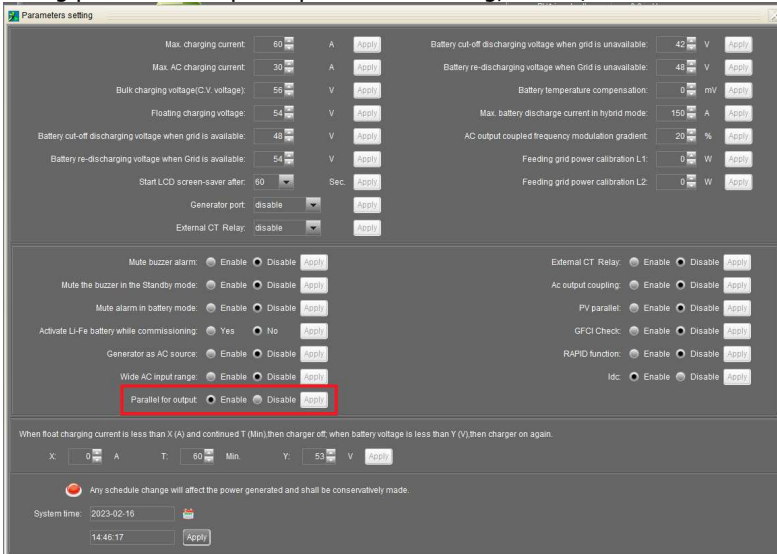 Parameters setting
Max. charging current: 60 A Apply
Max. AC charging current: 30 A Apply
Bulk charging voltage(C.V. voltage): 56 V Apply
Floating charging voltage: 54 V Apply
Battery cut-off discharging voltage when grid is available: 48 V Apply
Battery re-discharging voltage when Grid is available: 54 V Apply
Start LCD screen-saver after: 60 Sec. Apply
Generator port: disable Apply
External CT Relay: disable Apply
Battery cut-off discharging voltage when grid is unavailable: 42 V Apply
Battery re-discharging voltage when Grid is unavailable: 48 V Apply
Battery temperature compensation: 0 mV Apply
Max. battery discharge current in hybrid mode: 150 A Apply
AC output coupled frequency modulation gradient: 20 % Apply
Feeding grid power calibration L1: 0 W Apply
Feeding grid power calibration L2: 0 W Apply
Mute buzzer alarm: Enable Disable Apply
Mute the buzzer in the Standby mode: Enable Disable Apply
Mute alarm in battery mode: Enable Disable Apply
Activate Li-Fe battery while commissioning: Yes No Apply
Generator as AC source: Enable Disable Apply
Wide AC input range: Enable Disable Apply
Parallel for output: Enable Disable Apply
External CT Relay: Enable Disable Apply
Ac output coupling: Enable Disable Apply
PV parallel: Enable Disable Apply
GFCI Check: Enable Disable Apply
RAPID function: Enable Disable Apply
Idc: Enable Disable Apply
When float charging current is less than X (A) and continued T (Min),then charger off; when battery voltage is less than Y (V),then charger on again.
X: 0 A T: 60 Min. Y: 53 V Apply
Any schedule change will affect the power generated and shall be conservatively made.
System time: 2023-02-16
14:46:17 Apply